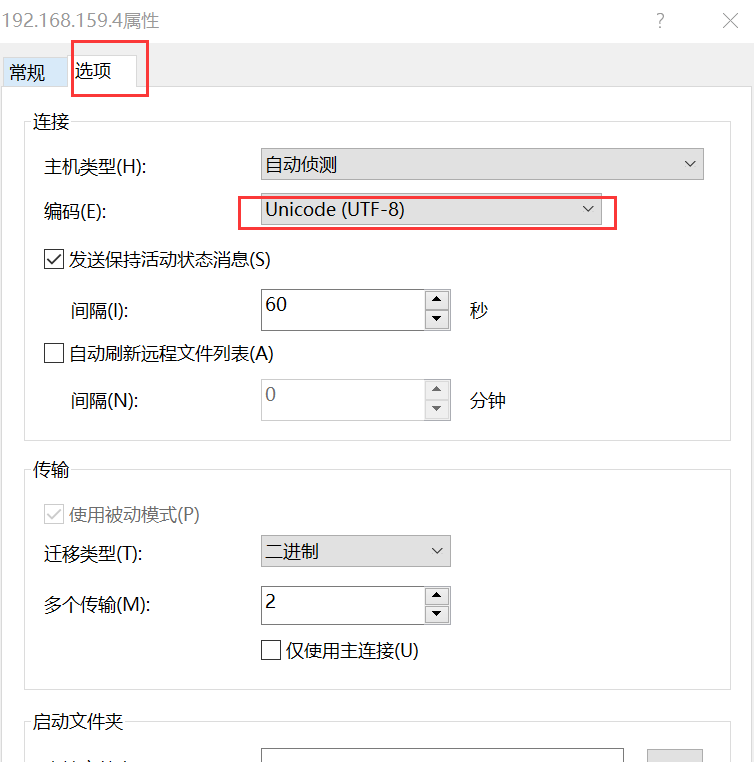 192.168.159.4属性
常规 选项
连接
主机类型(H): 自动侦测
编码(E): Unicode (UTF-8)
发送保持活动状态消息(S)
间隔(I): 60 秒
自动刷新远程文件列表(A)
间隔(N): 0 分钟
传输
使用被动模式(P)
迁移类型(T): 二进制
多个传输(M): 2
仅使用主连接(U)
启动文件夹